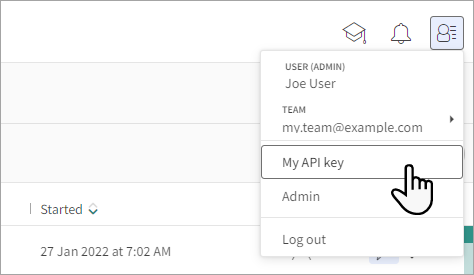 USER (ADMIN)
Joe User
TEAM
my.team@example.com
My API key
Admin
Started
27 Jan 2022 at 7:02 AM
Log out